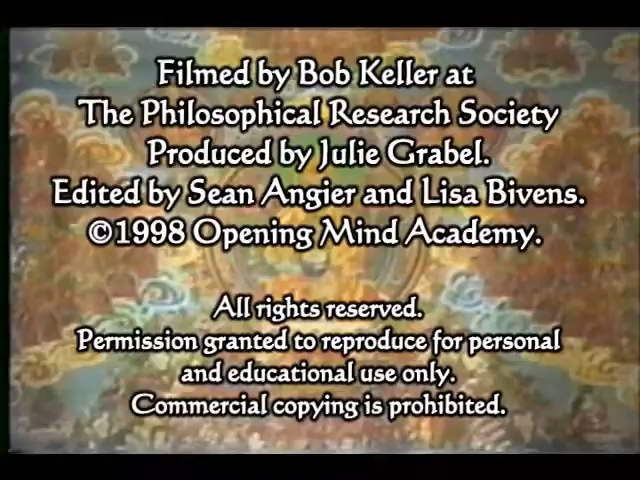 Filmed by Bob Keller at
The Philosophical Research Society
Produced by Julie Grabel.
Edited by Sean Angier and Lisa Bivens.
©1998 Opening Mind Academy.
All rights reserved.
Permission granted to reproduce for personal
and educational use only.
Commercial copying is prohibited.